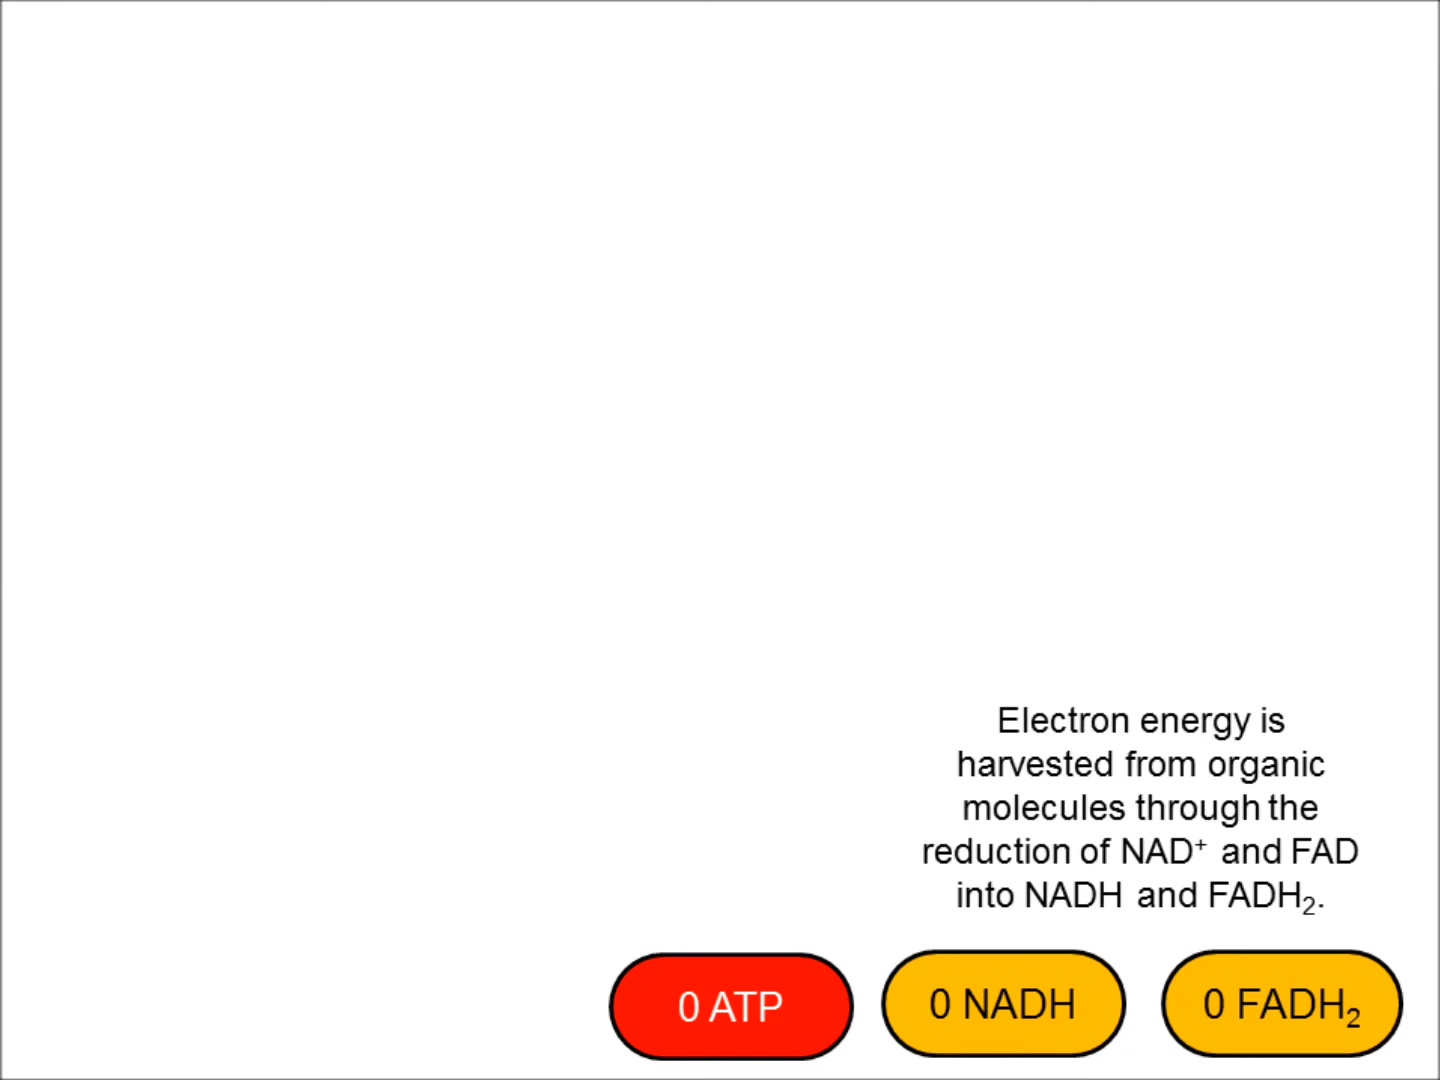 Electron energy is
harvested from organic
molecules through the
reduction of NAD⁺ and FAD
into NADH and FADH₂.
0 ATP
0 NADH
0 FADH₂